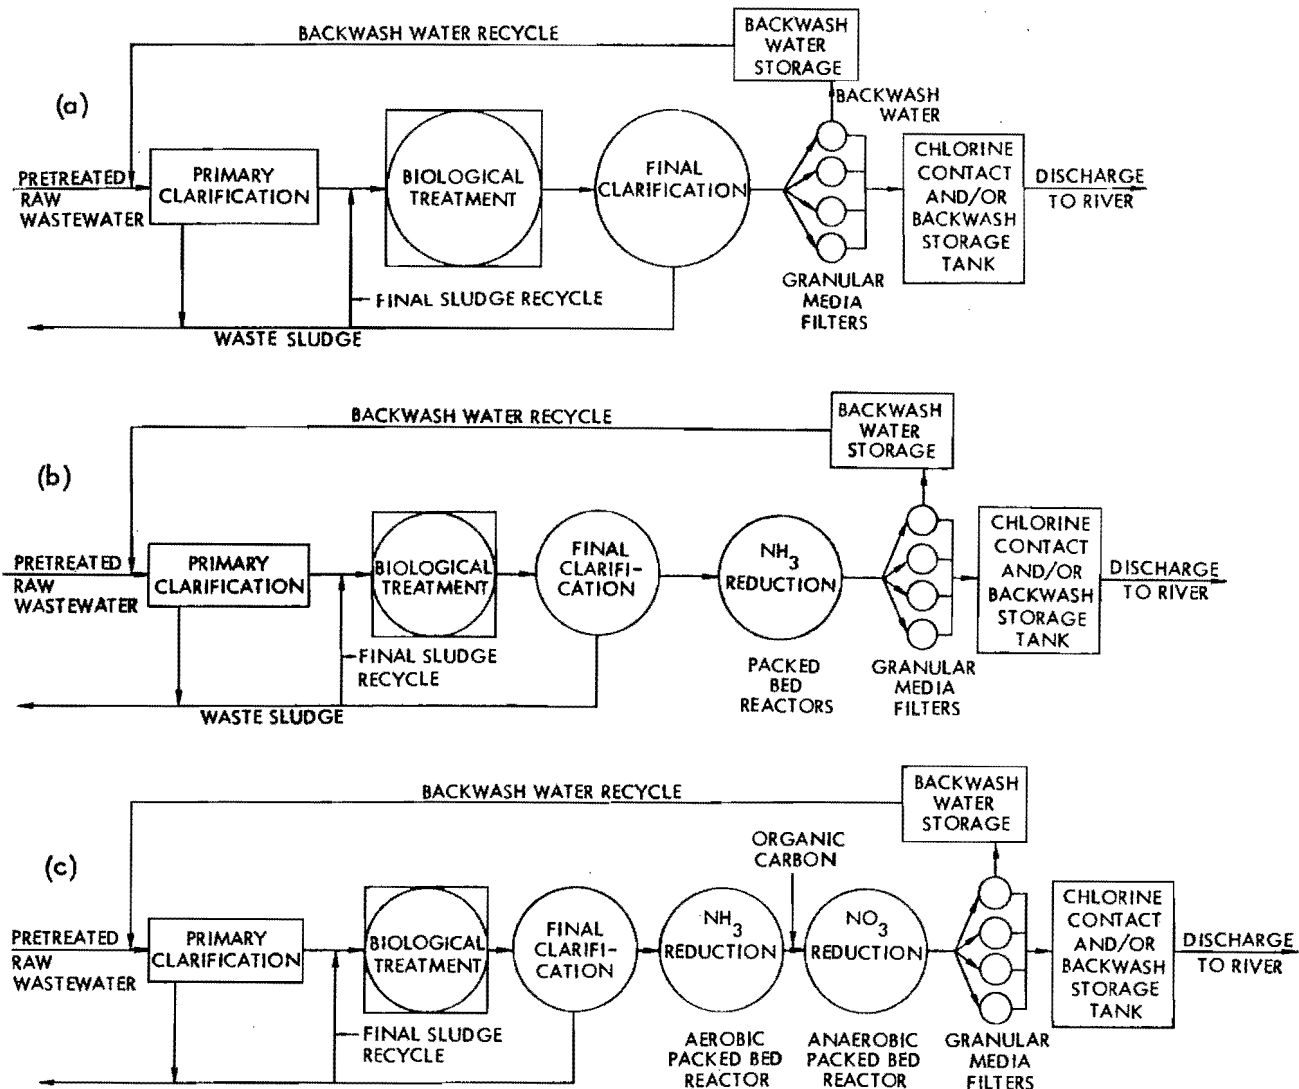 BACKWASH WATER RECYCLE
BACKWASH
WATER
STORAGE
(a)
BACKWASH
WATER
PRETREATED
RAW
WASTEWATER
PRIMARY
CLARIFICATION
BIOLOGICAL
TREATMENT
FINAL
CLARIFICATION
CHLORINE
CONTACT
AND/OR
BACKWASH
STORAGE
TANK
DISCHARGE
TO RIVER
GRANULAR
MEDIA
FILTERS
FINAL SLUDGE RECYCLE
WASTE SLUDGE
BACKWASH WATER RECYCLE
BACKWASH
WATER
STORAGE
(b)
PRETREATED
RAW
WASTEWATER
PRIMARY
CLARIFICATION
BIOLOGICAL
TREATMENT
FINAL
CLARIFI-
CATION
NH3
REDUCTION
CHLORINE
CONTACT
AND/OR
BACKWASH
STORAGE
TANK
DISCHARGE
TO RIVER
FINAL SLUDGE
RECYCLE
PACKED
BED
REACTORS
GRANULAR
MEDIA
FILTERS
WASTE SLUDGE
BACKWASH WATER RECYCLE
BACKWASH
WATER
STORAGE
(c)
ORGANIC
CARBON
PRETREATED
RAW
WASTEWATER
PRIMARY
CLARIFICATION
BIOLOGICAL
TREATMENT
FINAL
CLARIFI-
CATION
NH3
REDUCTION
NO3
REDUCTION
CHLORINE
CONTACT
AND/OR
BACKWASH
STORAGE
TANK
DISCHARGE
TO RIVER
FINAL SLUDGE
RECYCLE
AEROBIC
PACKED BED
REACTOR
ANAEROBIC
PACKED BED
REACTOR
GRANULAR
MEDIA
FILTERS